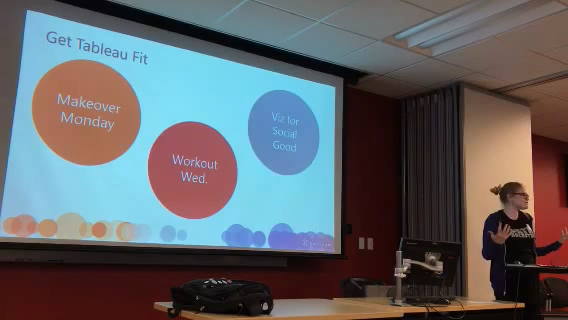 Get Tableau Fit
Makeover
Monday
Workout
Wed.
Viz for
Social
Good